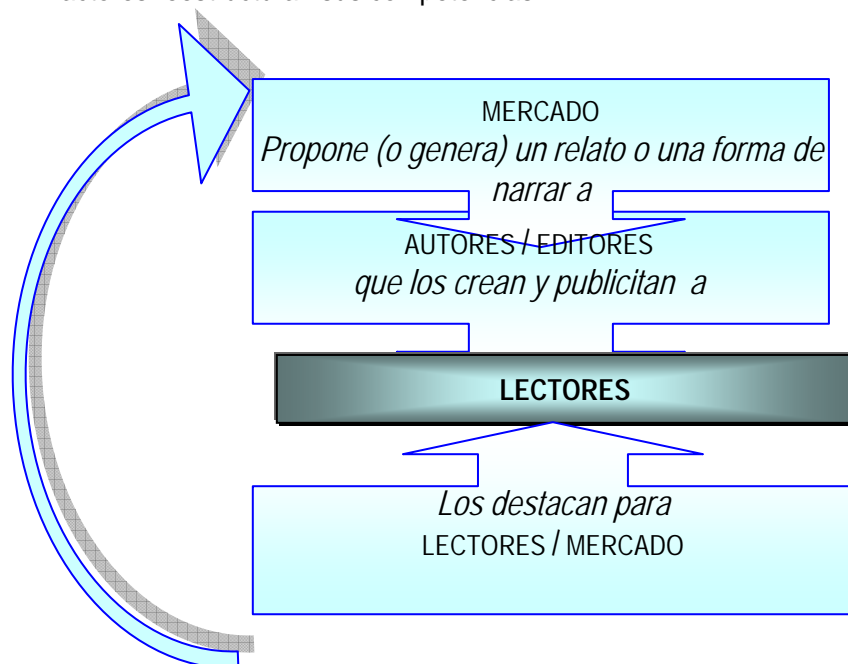 MERCADO
Propone (o genera) un relato o una forma de
narrar a
AUTORES / EDITORES
que los crean y publicitan a
LECTORES
Los destacan para
LECTORES / MERCADO